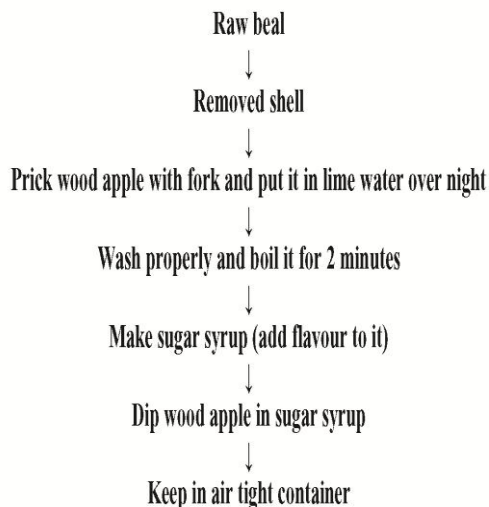 Raw beal
↓
Removed shell
↓
Prick wood apple with fork and put it in lime water over night
↓
Wash properly and boil it for 2 minutes
↓
Make sugar syrup (add flavour to it)
↓
Dip wood apple in sugar syrup
↓
Keep in air tight container